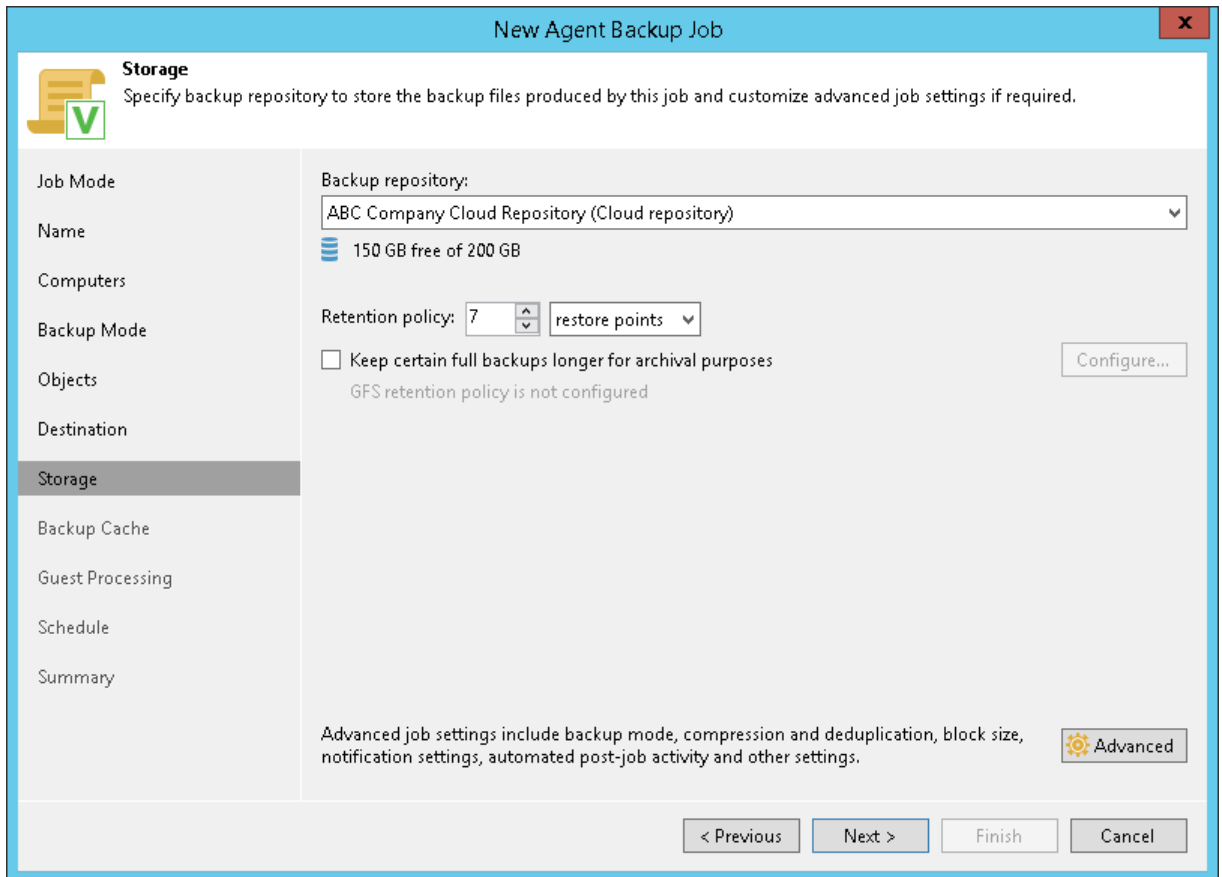 New Agent Backup Job
x
Storage
Specify backup repository to store the backup files produced by this job and customize advanced job settings if required.
V
Job Mode
Name
Computers
Backup Mode
Objects
Destination
Storage
Backup Cache
Guest Processing
Schedule
Summary
Backup repository:
ABC Company Cloud Repository (Cloud repository)
150 GB free of 200 GB
Retention policy: 7 restore points
Keep certain full backups longer for archival purposes
Configure...
GFS retention policy is not configured
Advanced job settings include backup mode, compression and deduplication, block size,
notification settings, automated post-job activity and other settings.
Advanced
< Previous Next > Finish Cancel